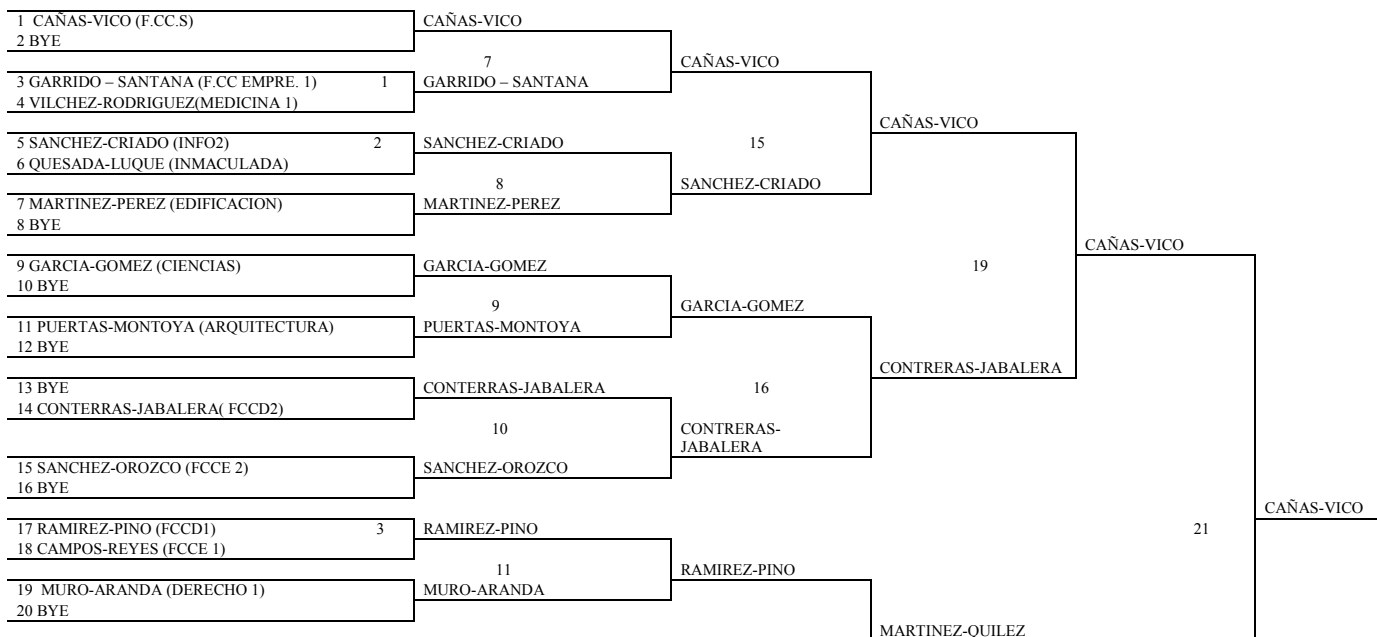 1 CAÑAS-VICO (F.CC.S)
2 BYE
3 GARRIDO – SANTANA (F.CC EMPRE. 1) 1
4 VILCHEZ-RODRIGUEZ(MEDICINA 1)
5 SANCHEZ-CRIADO (INFO2) 2
6 QUESADA-LUQUE (INMACULADA)
7 MARTINEZ-PEREZ (EDIFICACION)
8 BYE
9 GARCIA-GOMEZ (CIENCIAS)
10 BYE
11 PUERTAS-MONTOYA (ARQUITECTURA)
12 BYE
13 BYE
14 CONTERRAS-JABALERA( FCCD2)
15 SANCHEZ-OROZCO (FCCE 2)
16 BYE
17 RAMIREZ-PINO (FCCD1) 3
18 CAMPOS-REYES (FCCE 1)
19 MURO-ARANDA (DERECHO 1)
20 BYE
CAÑAS-VICO
7
GARRIDO – SANTANA
SANCHEZ-CRIADO
8
MARTINEZ-PEREZ
GARCIA-GOMEZ
9
PUERTAS-MONTOYA
CONTERRAS-JABALERA
10
SANCHEZ-OROZCO
RAMIREZ-PINO
11
MURO-ARANDA
CAÑAS-VICO
15
SANCHEZ-CRIADO
GARCIA-GOMEZ
16
CONTRERAS-
JABALERA
RAMIREZ-PINO
CAÑAS-VICO
19
CONTRERAS-JABALERA
MARTINEZ-QUILEZ
CAÑAS-VICO
21
CAÑAS-VICO